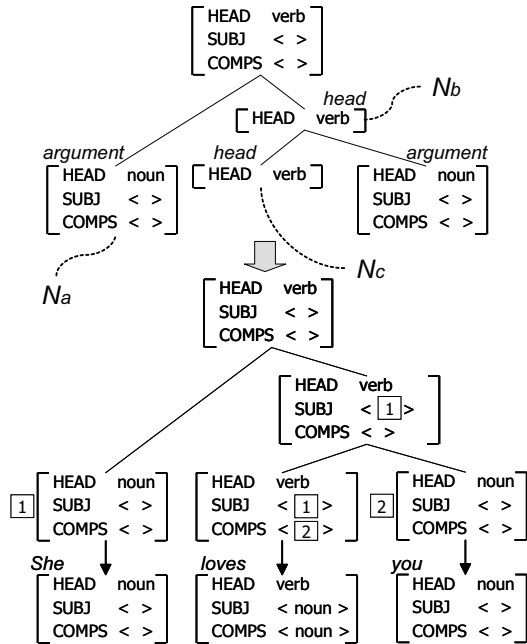 HEAD verb
SUBJ < >
COMPS < >
head
HEAD verb
Nb
argument
head
argument
HEAD noun
SUBJ < >
COMPS < >
HEAD verb
HEAD noun
SUBJ < >
COMPS < >
Na
Nc
HEAD verb
SUBJ < >
COMPS < >
HEAD verb
SUBJ < 1 >
COMPS < >
1
HEAD noun
SUBJ < >
COMPS < >
HEAD verb
SUBJ < 1 >
COMPS < 2 >
2
HEAD noun
SUBJ < >
COMPS < >
She
loves
you
HEAD noun
SUBJ < >
COMPS < >
HEAD verb
SUBJ < noun >
COMPS < noun >
HEAD noun
SUBJ < >
COMPS < >